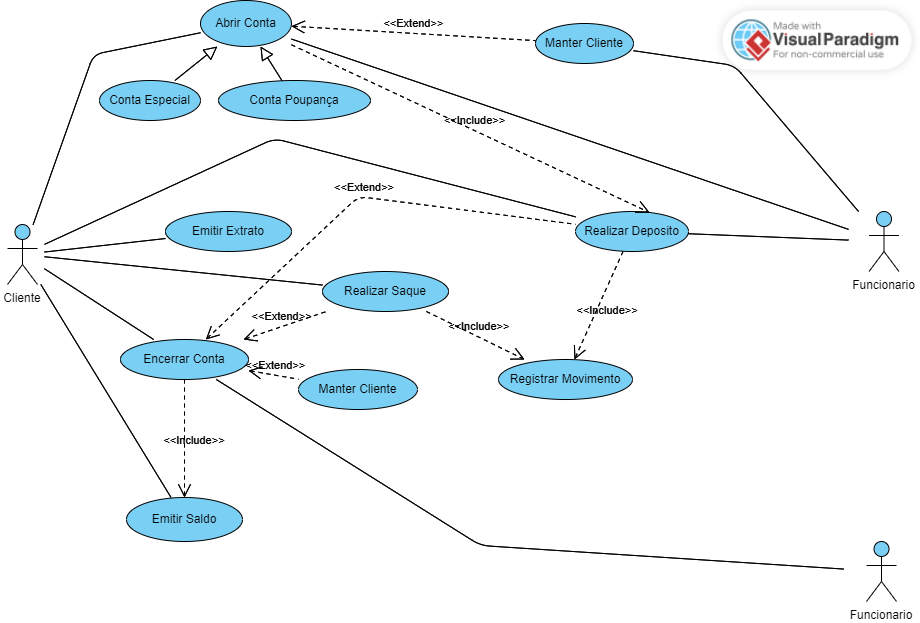 Abrir Conta
<<Extend>>
Manter Cliente
Made with
Visual Paradigm
For non-commercial use
Conta Especial
Conta Poupança
<<Include>>
<<Extend>>
Emitir Extrato
Realizar Deposito
Cliente
Funcionario
Realizar Saque
<<Extend>>
<<Include>>
<<Include>>
Encerrar Conta
<<Extend>>
Manter Cliente
Registrar Movimento
<<Include>>
Emitir Saldo
Funcionario